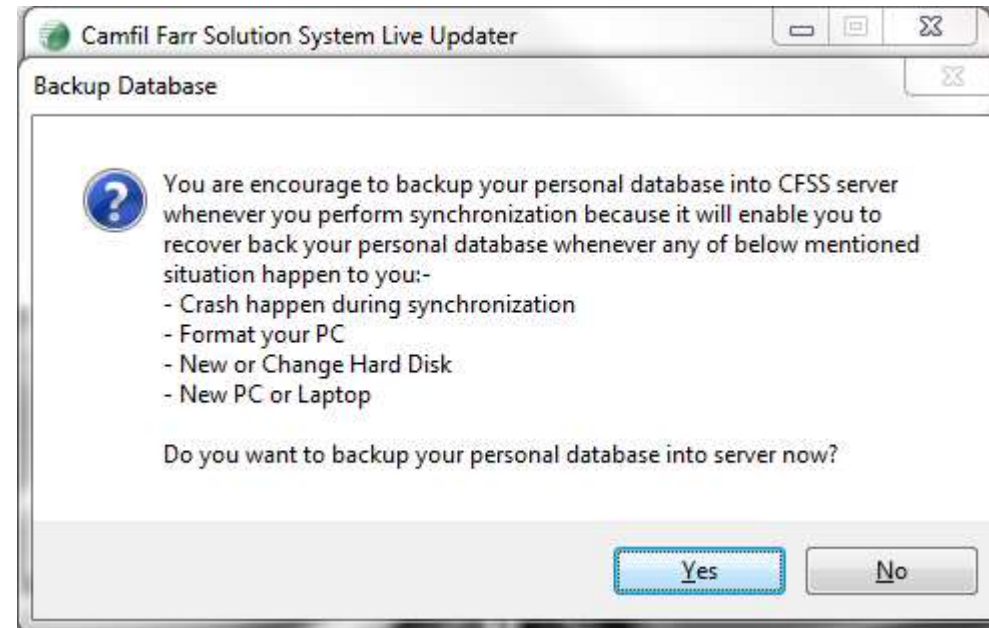 Camfil Farr Solution System Live Updater
Backup Database
You are encourage to backup your personal database into CFSS server
whenever you perform synchronization because it will enable you to
recover back your personal database whenever any of below mentioned
situation happen to you:-
- Crash happen during synchronization
- Format your PC
- New or Change Hard Disk
- New PC or Laptop
Do you want to backup your personal database into server now?
Yes
No